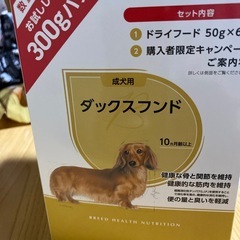 お試し
300gパ
セット内容
1 ドライフード 50g×6
2 購入者限定キャンペー
ご案内
成犬用
ダックスフンド
10ヵ月齢以上
健康な骨と関節を維持
健康的な筋肉を維持
便の量と臭いを軽減
BREED HEALTH NUTRITION